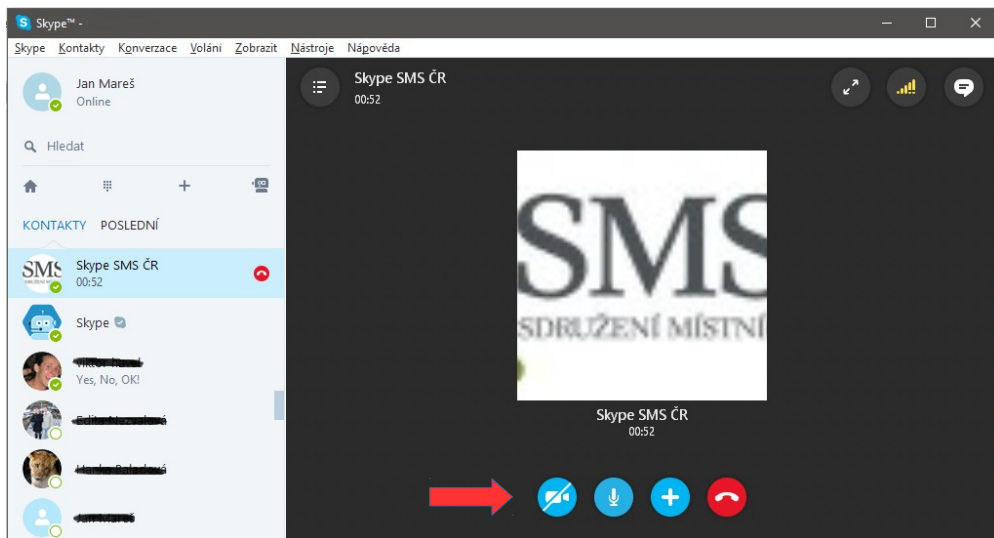 Skype™ -
Skype Kontakty Konverzace Volání Zobrazit Nástroje Nápověda
Jan Mareš
Online
Hledat
KONTAKTY POSLEDNÍ
SMS
Skype SMS ČR
00:52
Skype
Yes, No, OK!
Skype SMS ČR
00:52
SMS
SDRUŽENÍ MÍSTNÍ
Skype SMS ČR
00:52